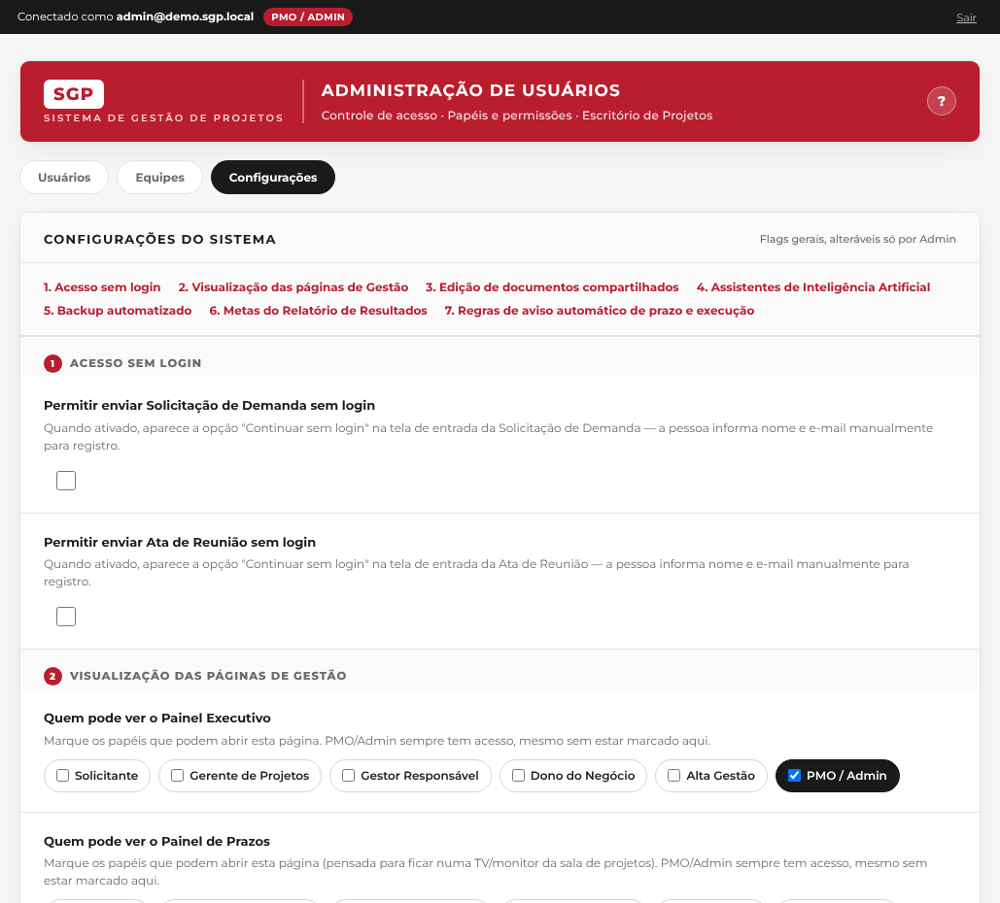 Conectado como admin@demo.sgp.local PMO / ADMIN Sair
SGP
SISTEMA DE GESTÃO DE PROJETOS
ADMINISTRAÇÃO DE USUÁRIOS
Controle de acesso · Papéis e permissões · Escritório de Projetos
?
Usuários Equipes Configurações
CONFIGURAÇÕES DO SISTEMA Flags gerais, alteráveis só por Admin
1. Acesso sem login 2. Visualização das páginas de Gestão 3. Edição de documentos compartilhados 4. Assistentes de Inteligência Artificial
5. Backup automatizado 6. Metas do Relatório de Resultados 7. Regras de aviso automático de prazo e execução
1 ACESSO SEM LOGIN
Permitir enviar Solicitação de Demanda sem login
Quando ativado, aparece a opção "Continuar sem login" na tela de entrada da Solicitação de Demanda — a pessoa informa nome e e-mail manualmente
para registro.
Permitir enviar Ata de Reunião sem login
Quando ativado, aparece a opção "Continuar sem login" na tela de entrada da Ata de Reunião — a pessoa informa nome e e-mail manualmente para
registro.
2 VISUALIZAÇÃO DAS PÁGINAS DE GESTÃO
Quem pode ver o Painel Executivo
Marque os papéis que podem abrir esta página. PMO/Admin sempre tem acesso, mesmo sem estar marcado aqui.
Solicitante Gerente de Projetos Gestor Responsável Dono do Negócio Alta Gestão PMO / Admin
Quem pode ver o Painel de Prazos
Marque os papéis que podem abrir esta página (pensada para ficar numa TV/monitor da sala de projetos). PMO/Admin sempre tem acesso, mesmo sem
estar marcado aqui.